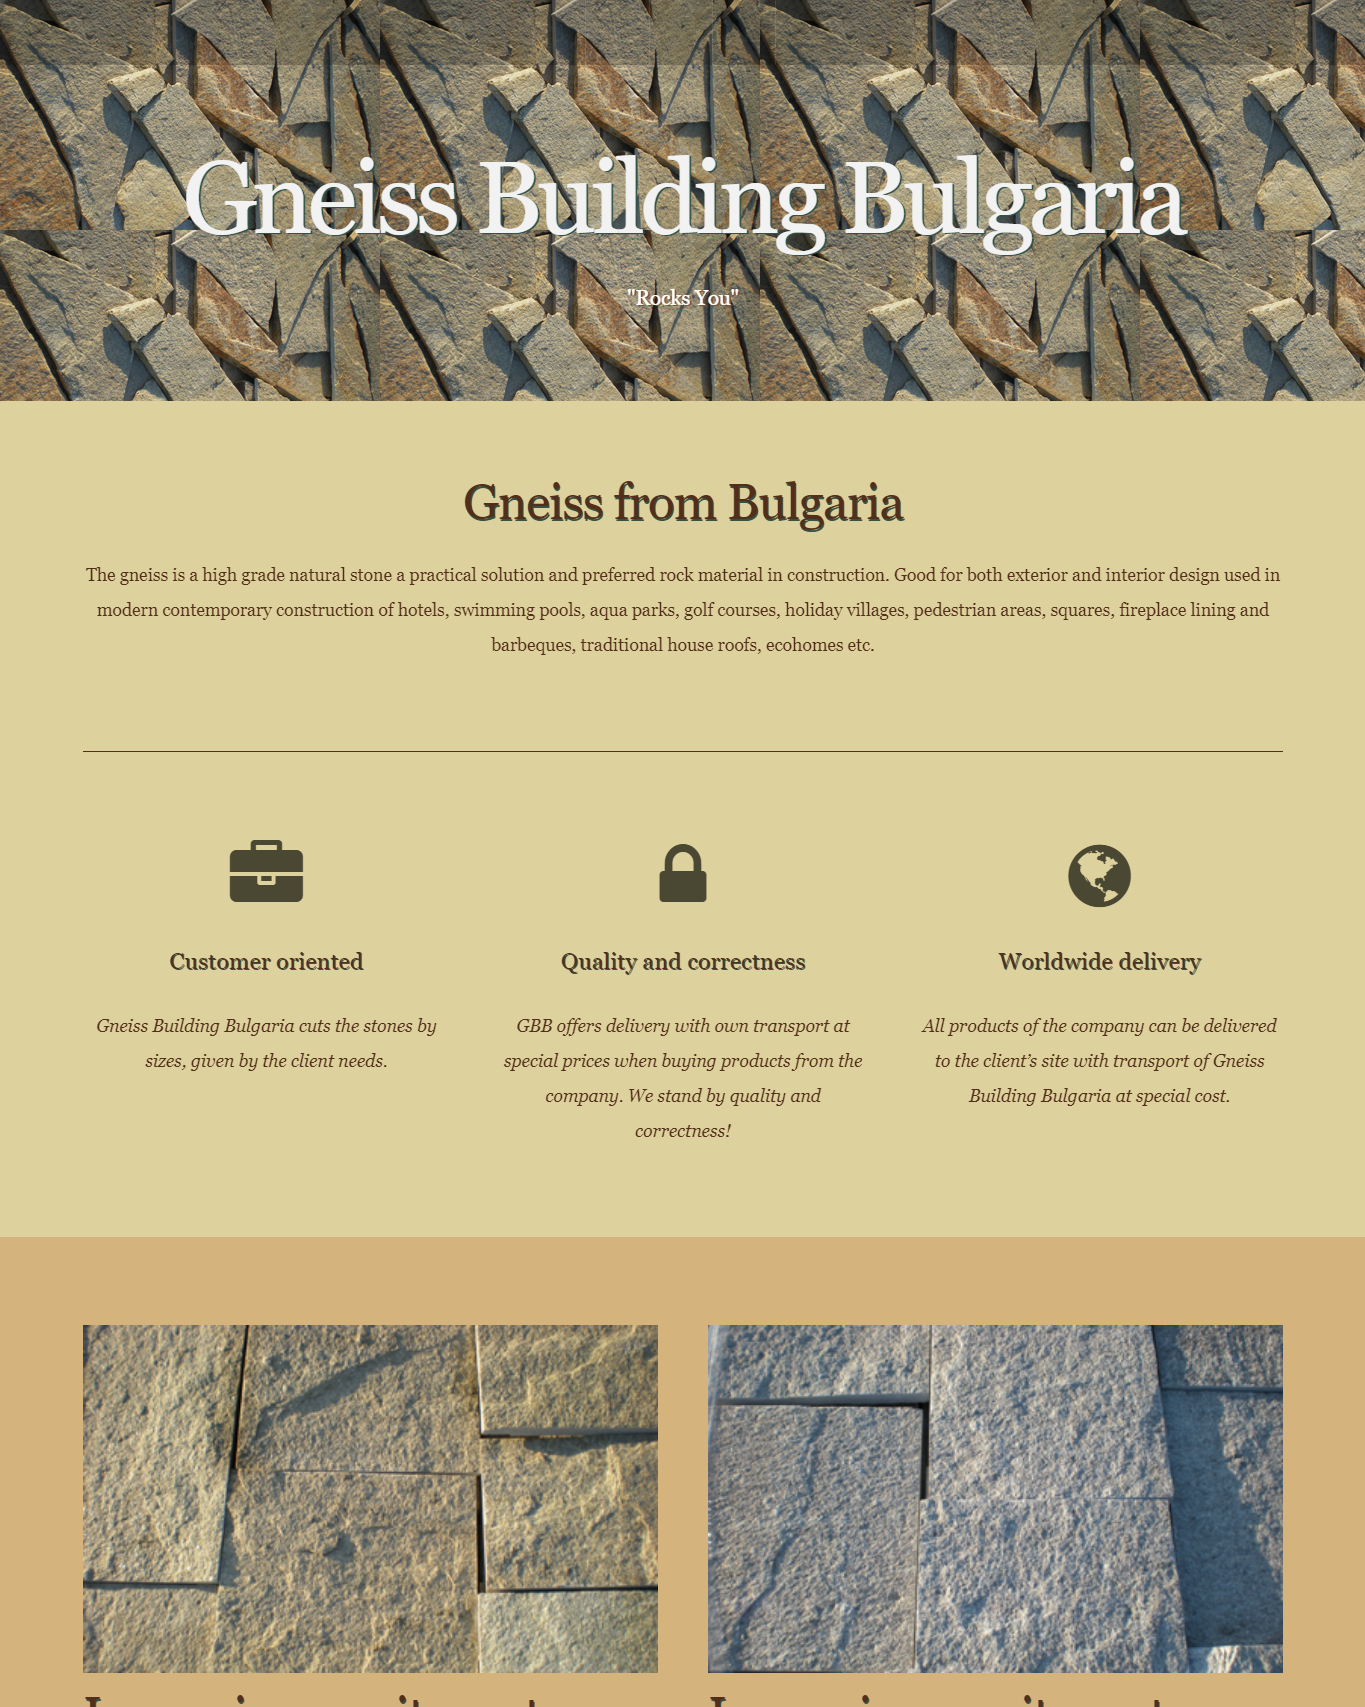 Gneiss Building Bulgaria
"Rocks You"
Gneiss from Bulgaria
The gneiss is a high grade natural stone a practical solution and preferred rock material in construction. Good for both exterior and interior design used in
modern contemporary construction of hotels, swimming pools, aqua parks, golf courses, holiday villages, pedestrian areas, squares, fireplace lining and
barbeques, traditional house roofs, ecohomes etc.
Customer oriented
Gneiss Building Bulgaria cuts the stones by
sizes, given by the client needs.
Quality and correctness
GBB offers delivery with own transport at
special prices when buying products from the
company. We stand by quality and
correctness!
Worldwide delivery
All products of the company can be delivered
to the client’s site with transport of Gneiss
Building Bulgaria at special cost.